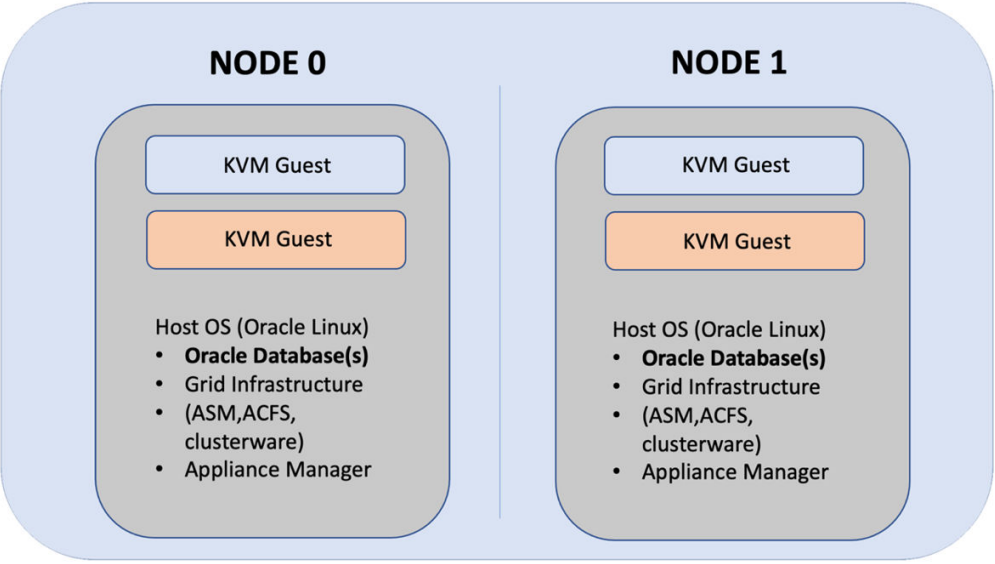 NODE 0
KVM Guest
KVM Guest
Host OS (Oracle Linux)
• Oracle Database(s)
• Grid Infrastructure
• (ASM,ACFS,
clusterware)
• Appliance Manager
NODE 1
KVM Guest
KVM Guest
Host OS (Oracle Linux)
• Oracle Database(s)
• Grid Infrastructure
• (ASM,ACFS,
clusterware)
• Appliance Manager